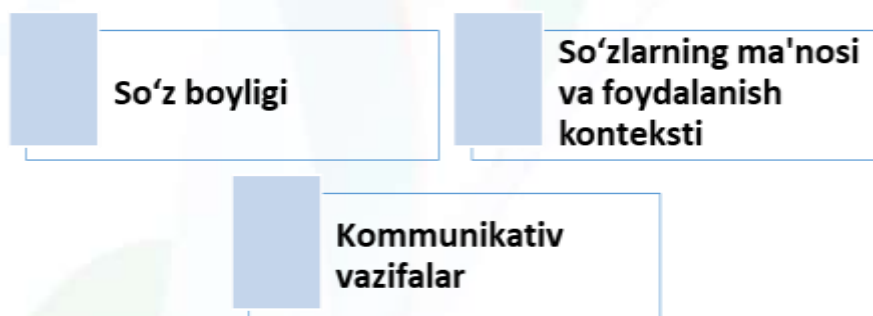 So‘z boyligi
So‘zlarning ma'nosi
va foydalanish
konteksti
Kommunikativ
vazifalar